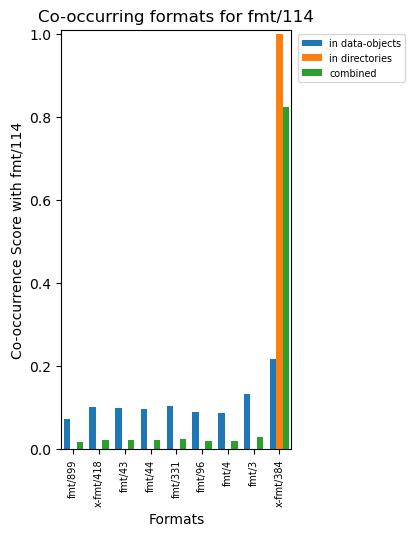 Co-occurring formats for fmt/114
in data-objects
in directories
combined
Co-occurrence Score with fmt/114
1.0
0.8
0.6
0.4
0.2
0.0
fmt/899
x-fmt/418
fmt/43
fmt/44
fmt/331
fmt/96
fmt/4
fmt/3
x-fmt/384
Formats